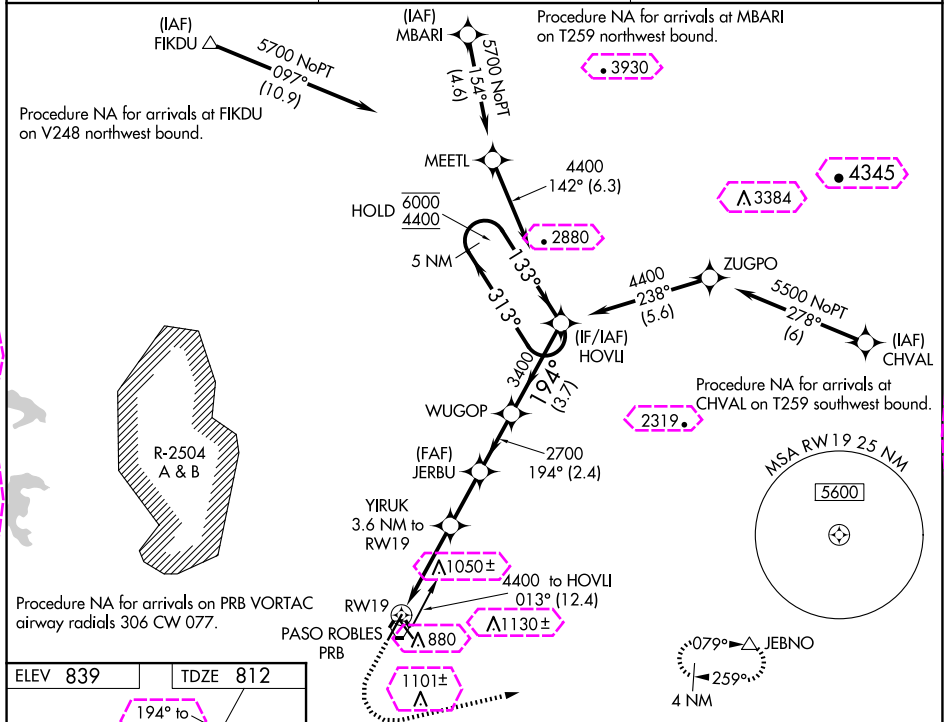 (IAF)
FIKDU
5700 NoPT
097°
(10.9)
Procedure NA for arrivals at FIKDU
on V248 northwest bound.
(IAF)
MBARI
5700 NoPT
154°
(4.6)
Procedure NA for arrivals at MBARI
on T259 northwest bound.
3930
MEETL
4400
142° (6.3)
4345
3384
HOLD 6000
4400
2880
5 NM
133°
313°
ZUGPO
4400
238°
(5.6)
5500 NoPT
278°
(6)
(IF/IAF)
HOVLI
(IAF)
CHVAL
3400
194°
(3.7)
Procedure NA for arrivals at
CHVAL on T259 southwest bound.
WUGOP
2319
R-2504
A & B
(FAF)
JERBU
2700
194° (2.4)
MSA RW19 25 NM
5600
YIRUK
3.6 NM to
RW19
1050±
4400 to HOVLI
013° (12.4)
Procedure NA for arrivals on PRB VORTAC
airway radials 306 CW 077.
RW19
1130±
PASO ROBLES
PRB
880
079°
JEBNO
259°
4 NM
1101±
ELEV 839
TDZE 812
194° to